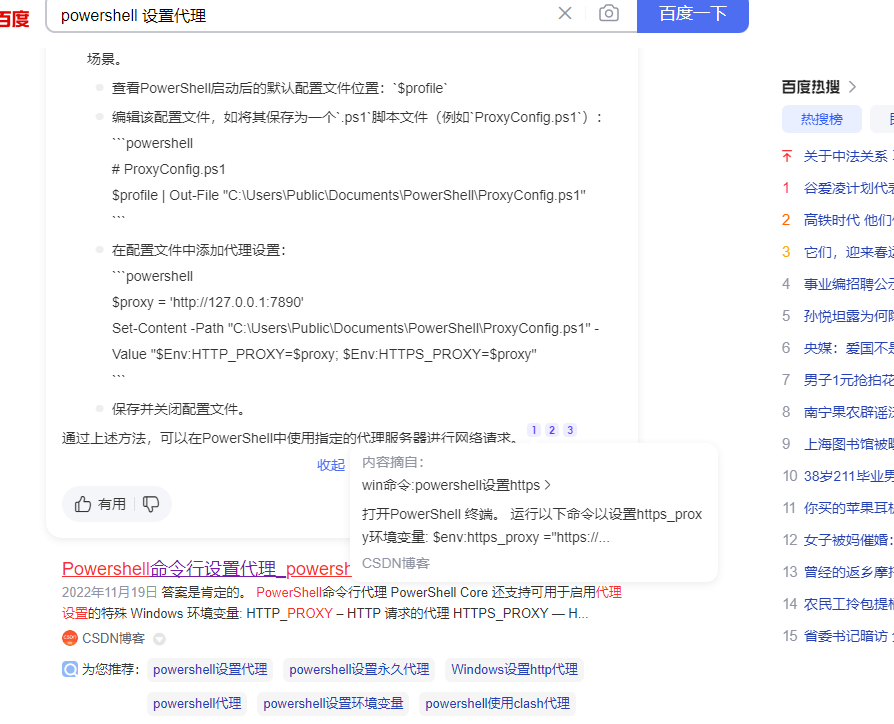 百度
powershell 设置代理
百度一下
场景。
查看PowerShell启动后的默认配置文件位置：`$profile`
编辑该配置文件，如将其保存为一个`.ps1`脚本文件（例如`ProxyConfig.ps1`）：
```powershell
# ProxyConfig.ps1
$profile | Out-File "C:\Users\Public\Documents\PowerShell\ProxyConfig.ps1"
```
在配置文件中添加代理设置：
```powershell
$proxy = 'http://127.0.0.1:7890'
Set-Content -Path "C:\Users\Public\Documents\PowerShell\ProxyConfig.ps1" -
Value "$Env:HTTP_PROXY=$proxy; $Env:HTTPS_PROXY=$proxy"
```
保存并关闭配置文件。
通过上述方法，可以在PowerShell中使用指定的代理服务器进行网络请求。 1 2 3
收起
有用
内容摘自：
win命令:powershell设置https
打开PowerShell 终端。 运行以下命令以设置https_prox
y环境变量: $env:https_proxy ="https://...
CSDN博客
Powershell命令行设置代理_powersh
2022年11月19日 答案是肯定的。 PowerShell命令行代理 PowerShell Core 还支持可用于启用代理
设置的特殊 Windows 环境变量: HTTP_PROXY – HTTP 请求的代理 HTTPS_PROXY — H...
CSDN博客
为您推荐：
powershell设置代理
powershell设置永久代理
Windows设置http代理
powershell代理
powershell设置环境变量
powershell使用clash代理
百度热搜
热搜榜
关于中法关系
1 谷爱凌计划代表
2 高铁时代 他们
3 它们，迎来春运
4 事业编招聘公示
5 孙悦坦露为何
6 央媒：爱国不是
7 男子1元抢拍花
8 南宁果农辟谣
9 上海图书馆被
10 38岁211毕业男
11 你买的苹果耳
12 女子被妈催婚
13 曾经的返乡摩托
14 农民工拎包提桶
15 省委书记暗访